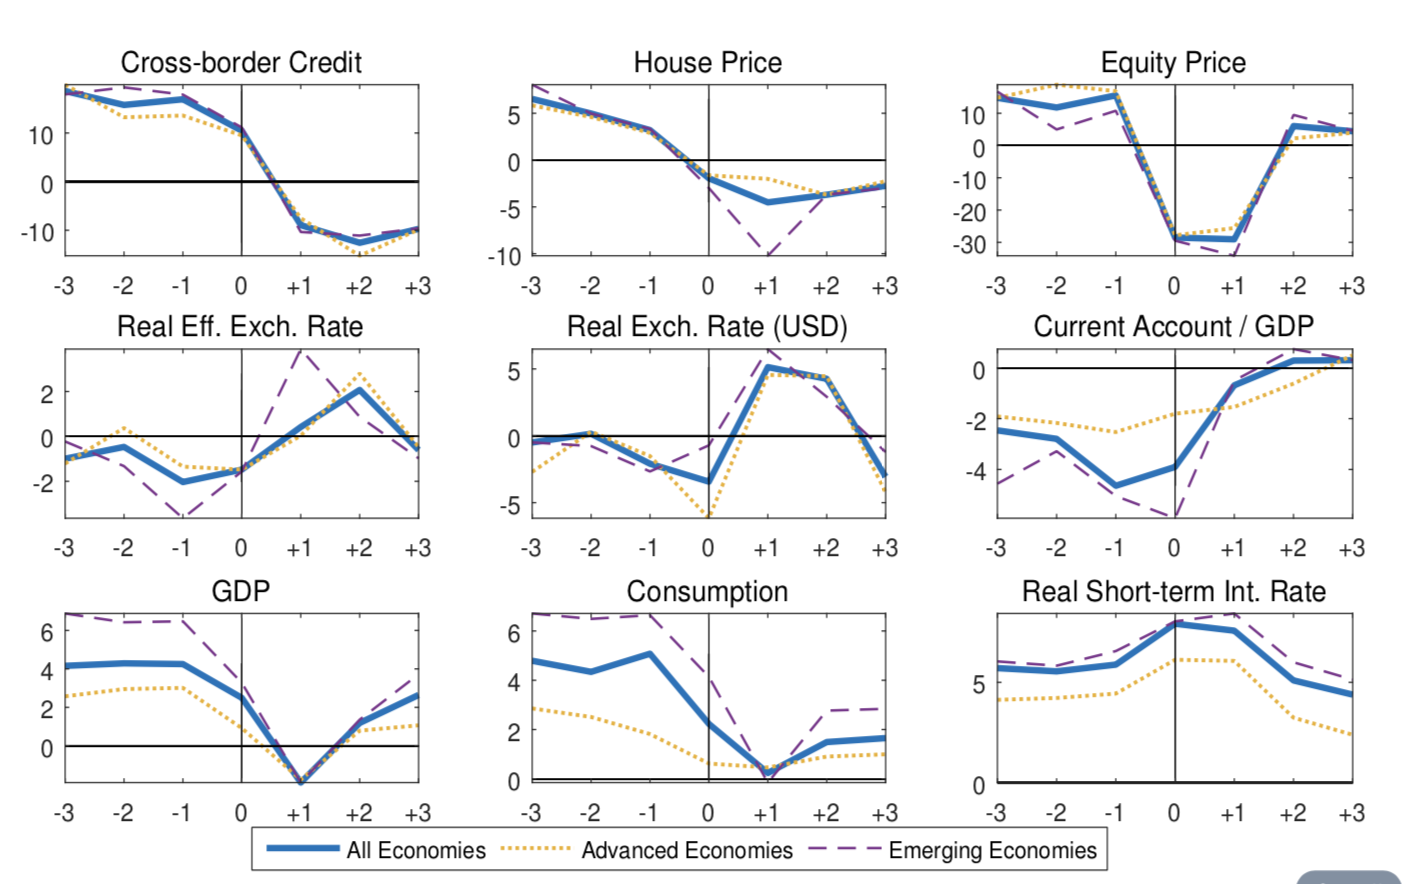 Cross-border Credit House Price Equity Price
10 5 10
0 0 0
-10 -5 -10
-10 -20
-30
-3 -2 -1 0 +1 +2 +3 -3 -2 -1 0 +1 +2 +3 -3 -2 -1 0 +1 +2 +3
Real Eff. Exch. Rate Real Exch. Rate (USD) Current Account / GDP
2 5 0
0 0 -2
-2 -5 -4
-3 -2 -1 0 +1 +2 +3 -3 -2 -1 0 +1 +2 +3 -3 -2 -1 0 +1 +2 +3
GDP Consumption Real Short-term Int. Rate
6 6 5
4 4 0
2 2
0 0
-3 -2 -1 0 +1 +2 +3 -3 -2 -1 0 +1 +2 +3 -3 -2 -1 0 +1 +2 +3
All Economies Advanced Economies Emerging Economies